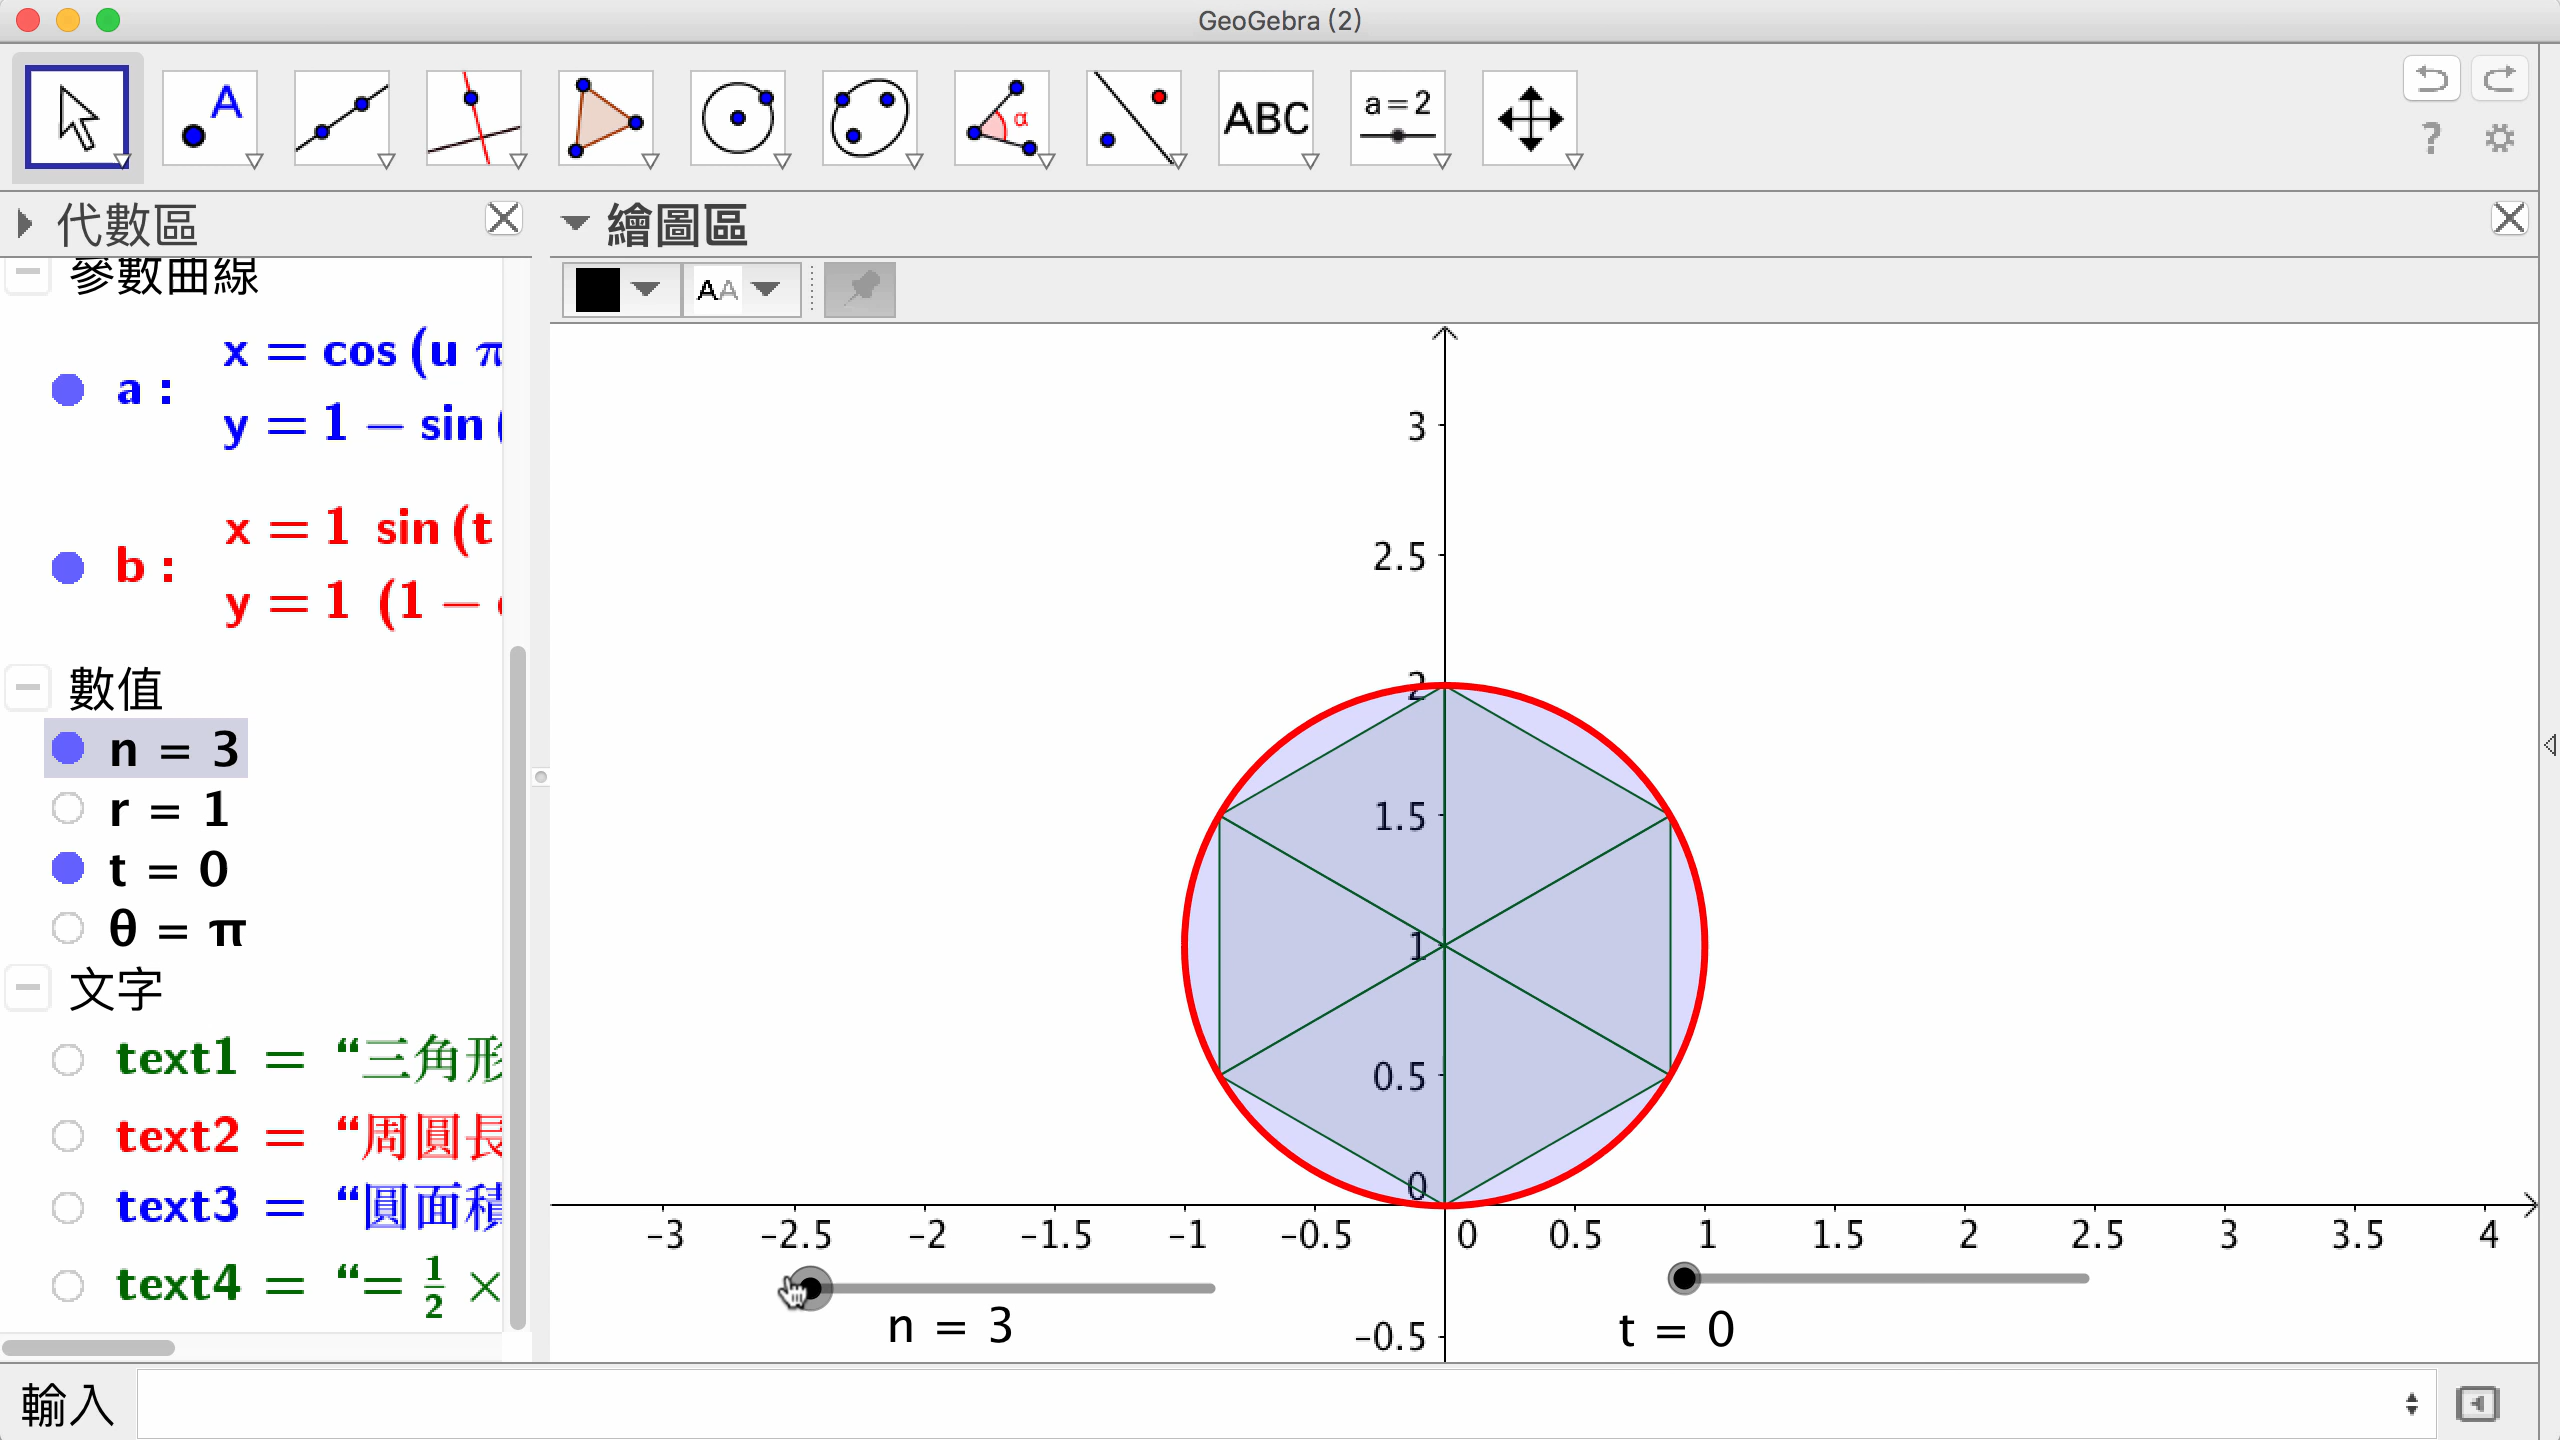 GeoGebra (2)
A
α
ABC
a=2
?
代數區
繪圖區
AA
參數曲線
a :
x = cos (u π
y = 1 – sin (
b :
x = 1 sin (t
y = 1 (1 –
數值
n = 3
r = 1
t = 0
θ = π
文字
text1 = “三角形
text2 = “周圓長
text3 = “圓面積
text4 = “= 1/2 ×
3
2.5
2
1.5
1
0.5
0
-3 -2.5 -2 -1.5 -1 -0.5 0 0.5 1 1.5 2 2.5 3 3.5 4
-0.5
n = 3
t = 0
輸入